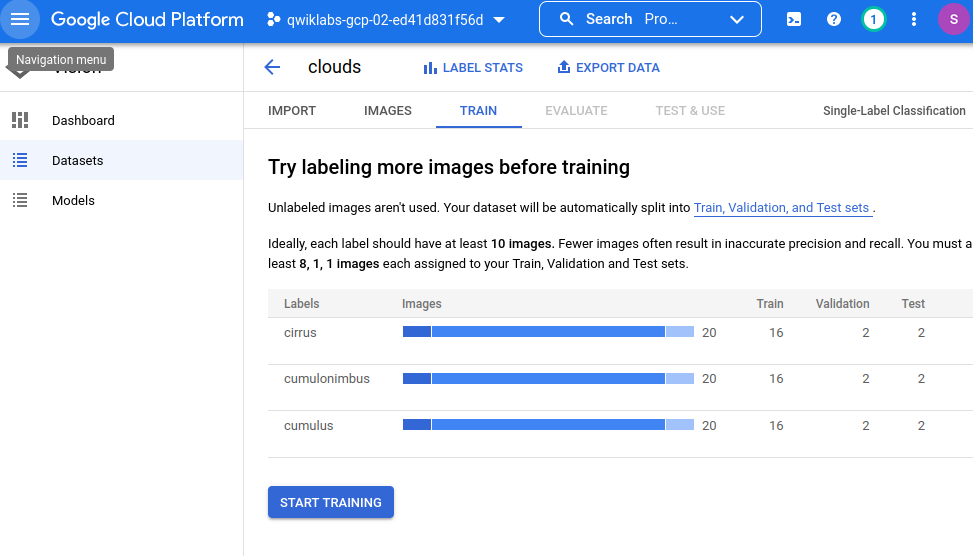 Google Cloud Platform
qwiklabs-gcp-02-ed41d831f56d
Search Pro...
1
S
Navigation menu
clouds
LABEL STATS
EXPORT DATA
Dashboard
Datasets
Models
IMPORT
IMAGES
TRAIN
EVALUATE
TEST & USE
Single-Label Classification
Try labeling more images before training
Unlabeled images aren't used. Your dataset will be automatically split into Train, Validation, and Test sets .
Ideally, each label should have at least 10 images. Fewer images often result in inaccurate precision and recall. You must a
least 8, 1, 1 images each assigned to your Train, Validation and Test sets.
Labels Images Train Validation Test
cirrus 20 16 2 2
cumulonimbus 20 16 2 2
cumulus 20 16 2 2
START TRAINING